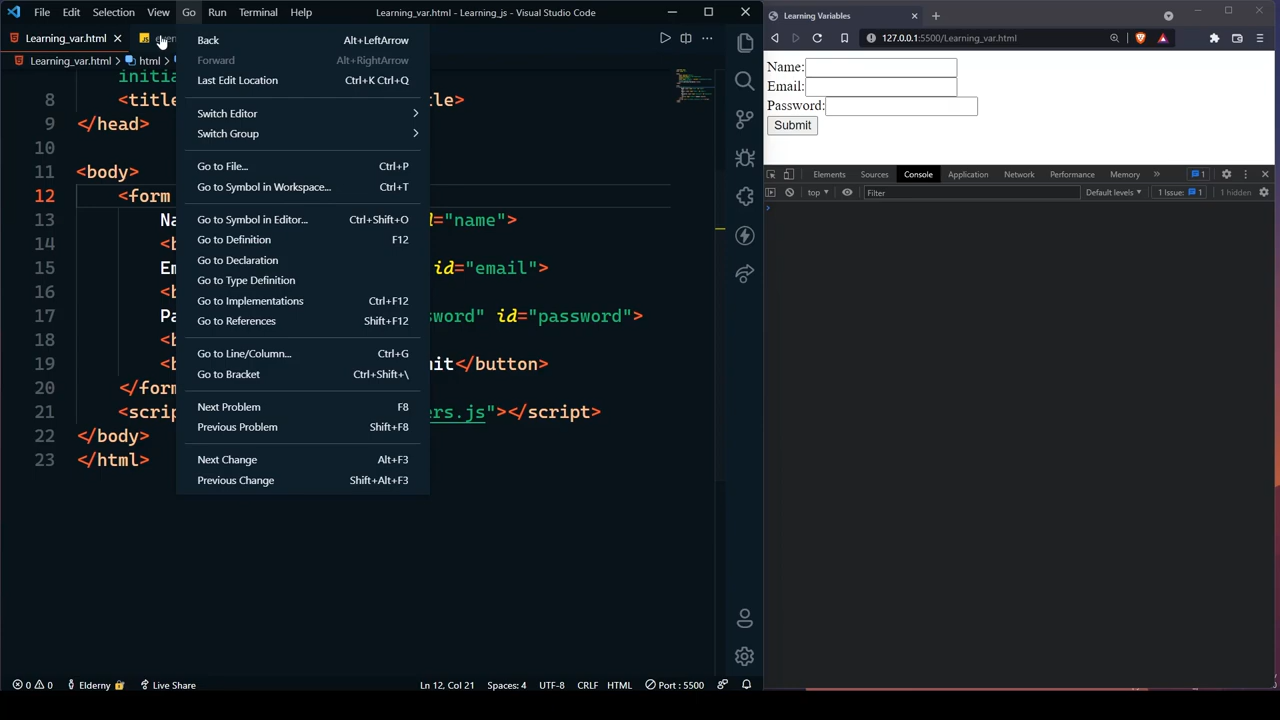 File Edit Selection View Go Run Terminal Help Learning_var.html - Learning_js - Visual Studio Code
Learning_var.html
JS
Learning_var.html > html >
initia
8 <titl le>
9 </head>
10
11 <body>
12 <form
13 Na d="name">
14 <b
15 Em id="email">
16 <b
17 Pa sword" id="password">
18 <b
19 <b mit</button>
20 </form
21 <scrip ers.js"></script>
22 </body>
23 </html>
Back Alt+LeftArrow
Forward Alt+RightArrow
Last Edit Location Ctrl+K Ctrl+Q
Switch Editor >
Switch Group >
Go to File... Ctrl+P
Go to Symbol in Workspace... Ctrl+T
Go to Symbol in Editor... Ctrl+Shift+O
Go to Definition F12
Go to Declaration
Go to Type Definition
Go to Implementations Ctrl+F12
Go to References Shift+F12
Go to Line/Column... Ctrl+G
Go to Bracket Ctrl+Shift+\
Next Problem F8
Previous Problem Shift+F8
Next Change Alt+F3
Previous Change Shift+Alt+F3
0 0 Elderny Live Share Ln 12, Col 21 Spaces: 4 UTF-8 CRLF HTML Port : 5500
Learning Variables
127.0.0.1:5500/Learning_var.html
Name:
Email:
Password:
Submit
Elements Sources Console Application Network Performance Memory » 1
top Filter Default levels 1 Issue: 1 1 hidden